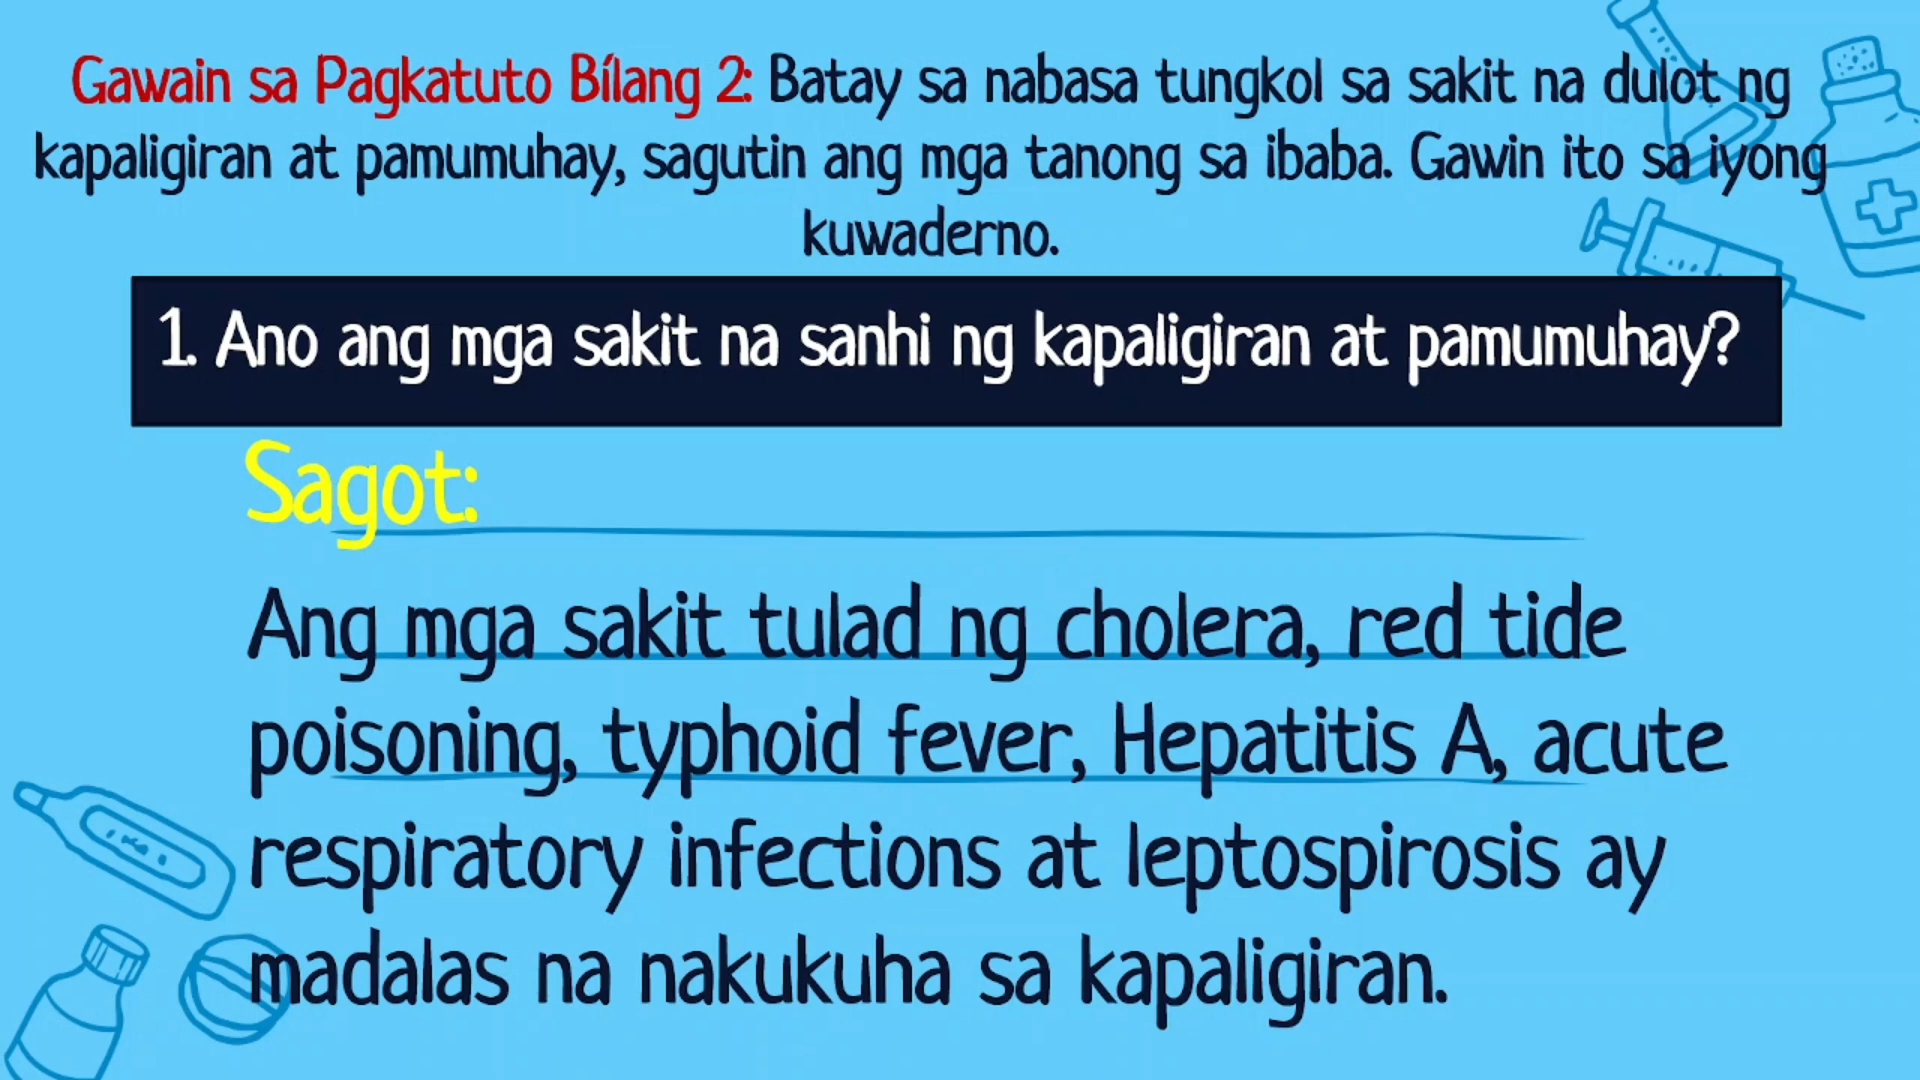 Gawain sa Pagkatuto Bílang 2: Batay sa nabasa tungkol sa sakit na dulot ng
kapaligiran at pamumuhay, sagutin ang mga tanong sa ibaba. Gawin ito sa iyong
kuwaderno.
1. Ano ang mga sakit na sanhi ng kapaligiran at pamumuhay?
Sagot:
Ang mga sakit tulad ng cholera, red tide
poisoning, typhoid fever, Hepatitis A, acute
respiratory infections at leptospirosis ay
madalas na nakukuha sa kapaligiran.